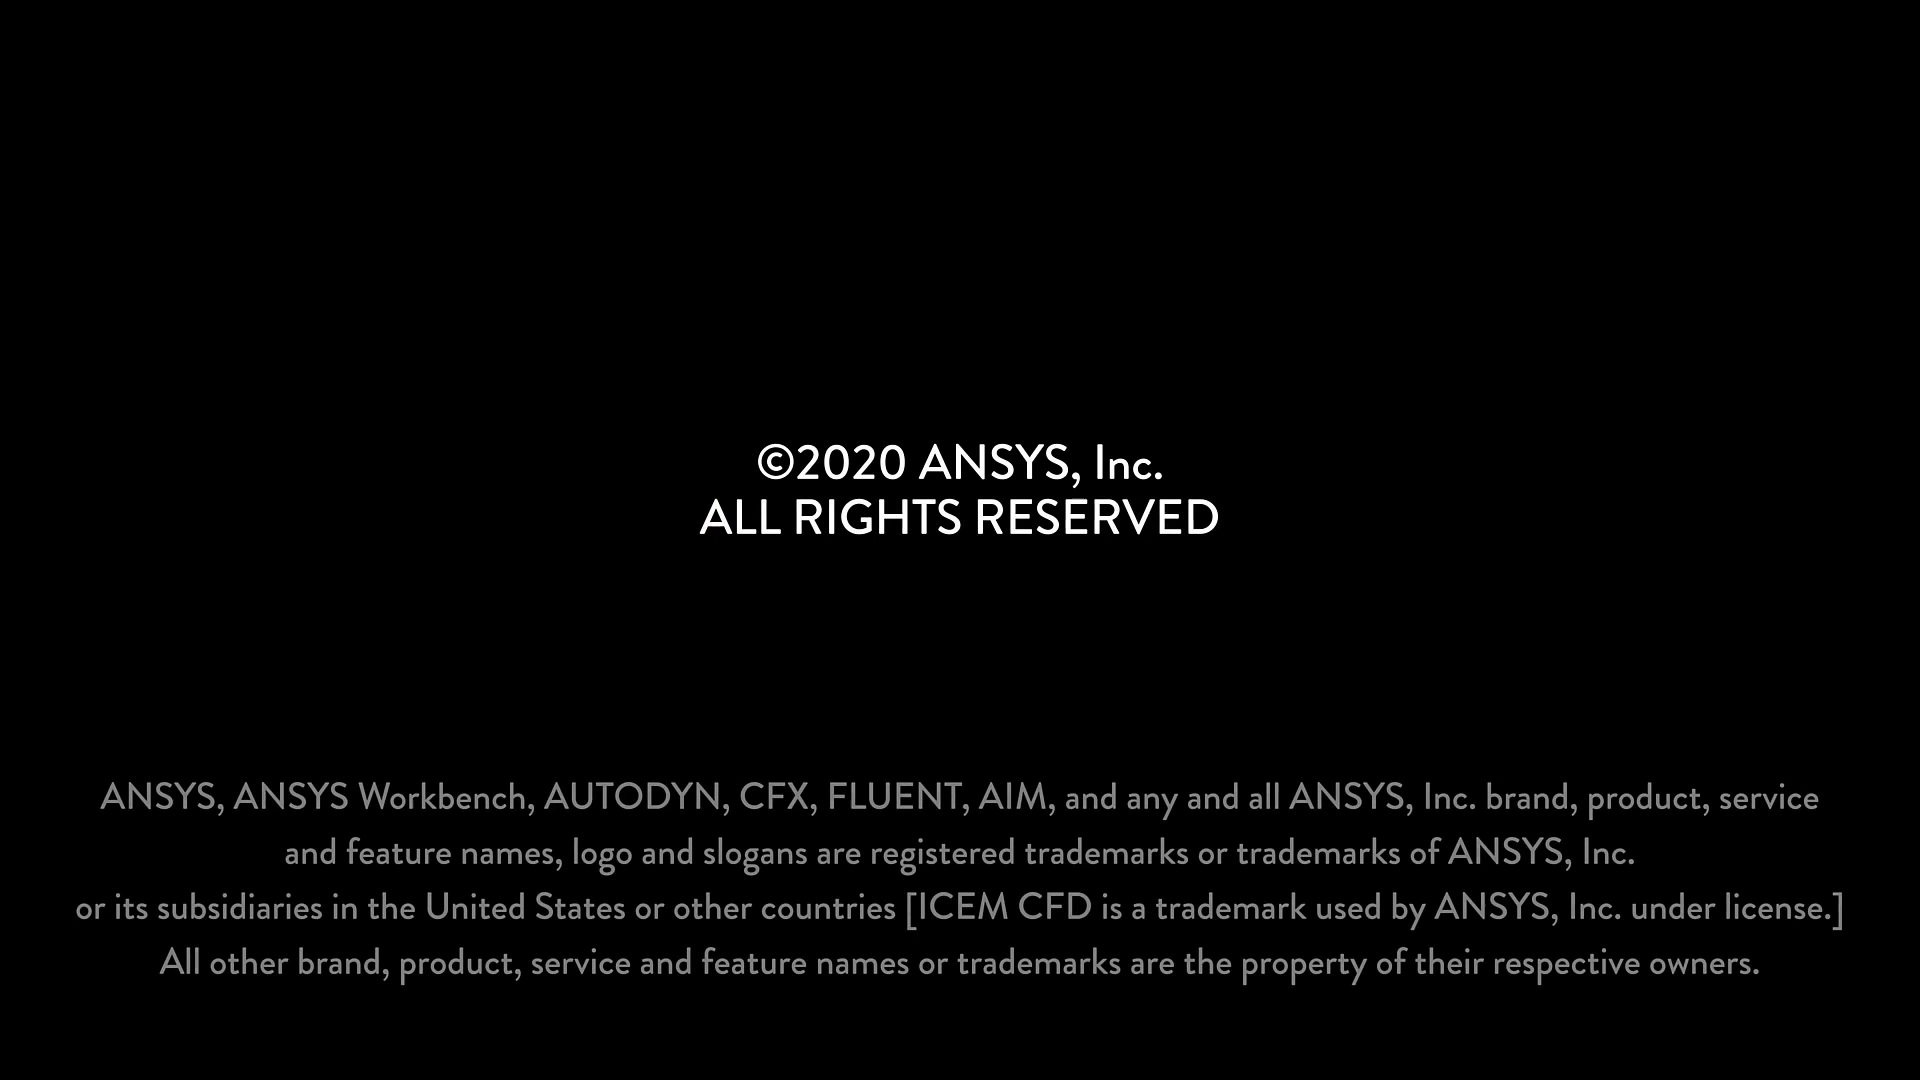 ©2020 ANSYS, Inc.
ALL RIGHTS RESERVED
ANSYS, ANSYS Workbench, AUTODYN, CFX, FLUENT, AIM, and any and all ANSYS, Inc. brand, product, service
and feature names, logo and slogans are registered trademarks or trademarks of ANSYS, Inc.
or its subsidiaries in the United States or other countries [ICEM CFD is a trademark used by ANSYS, Inc. under license.]
All other brand, product, service and feature names or trademarks are the property of their respective owners.